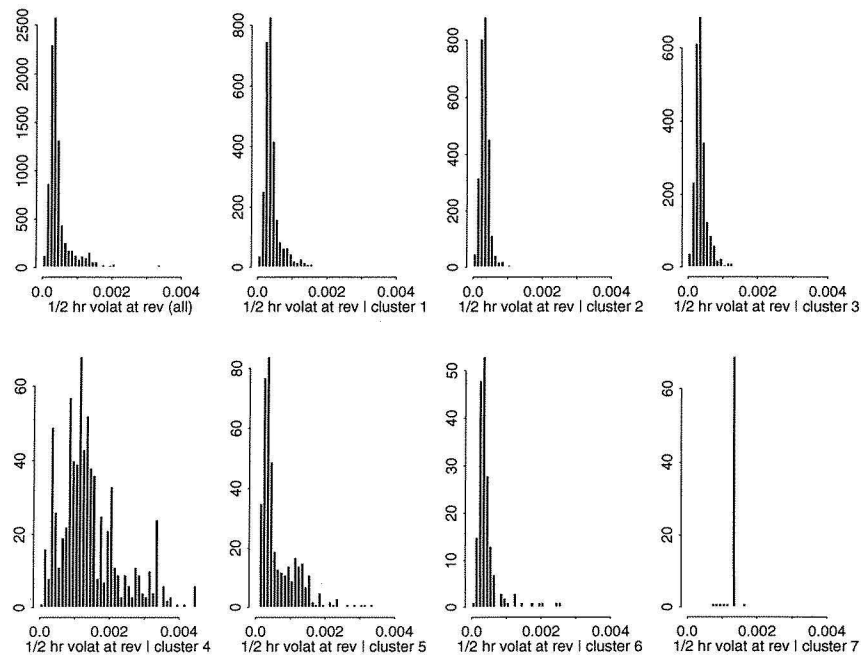 2500
2000
1500
1000
500
0
0.0 0.002 0.004
1/2 hr volat at rev (all)
800
600
400
200
0
0.0 0.002 0.004
1/2 hr volat at rev | cluster 1
800
600
400
200
0
0.0 0.002 0.004
1/2 hr volat at rev | cluster 2
600
400
200
0
0.0 0.002 0.004
1/2 hr volat at rev | cluster 3
60
40
20
0
0.0 0.002 0.004
1/2 hr volat at rev | cluster 4
80
60
40
20
0
0.0 0.002 0.004
1/2 hr volat at rev | cluster 5
50
40
30
20
10
0
0.0 0.002 0.004
1/2 hr volat at rev | cluster 6
60
40
20
0
0.0 0.002 0.004
1/2 hr volat at rev | cluster 7